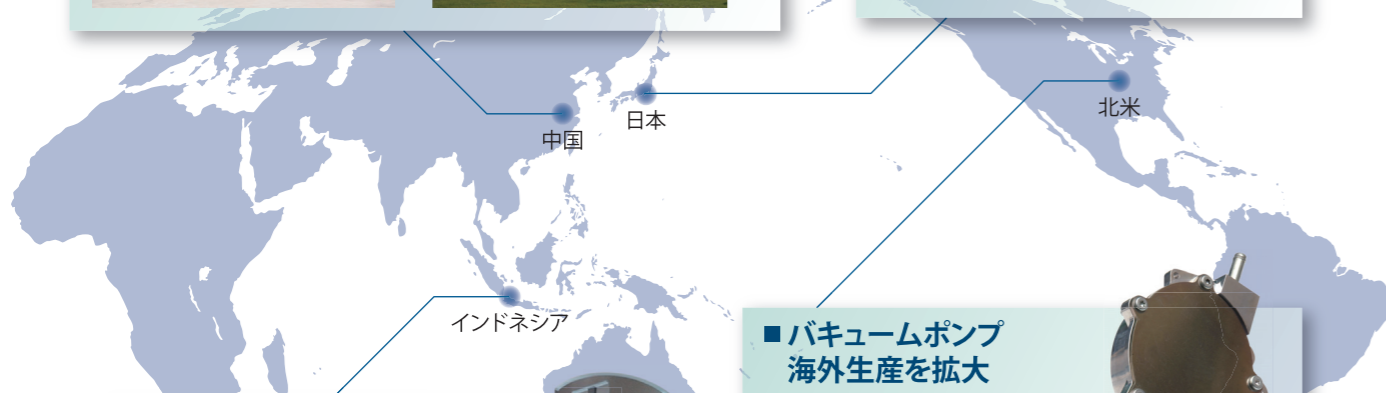 中国
日本
北米
インドネシア
■ バキュームポンプ
海外生産を拡大